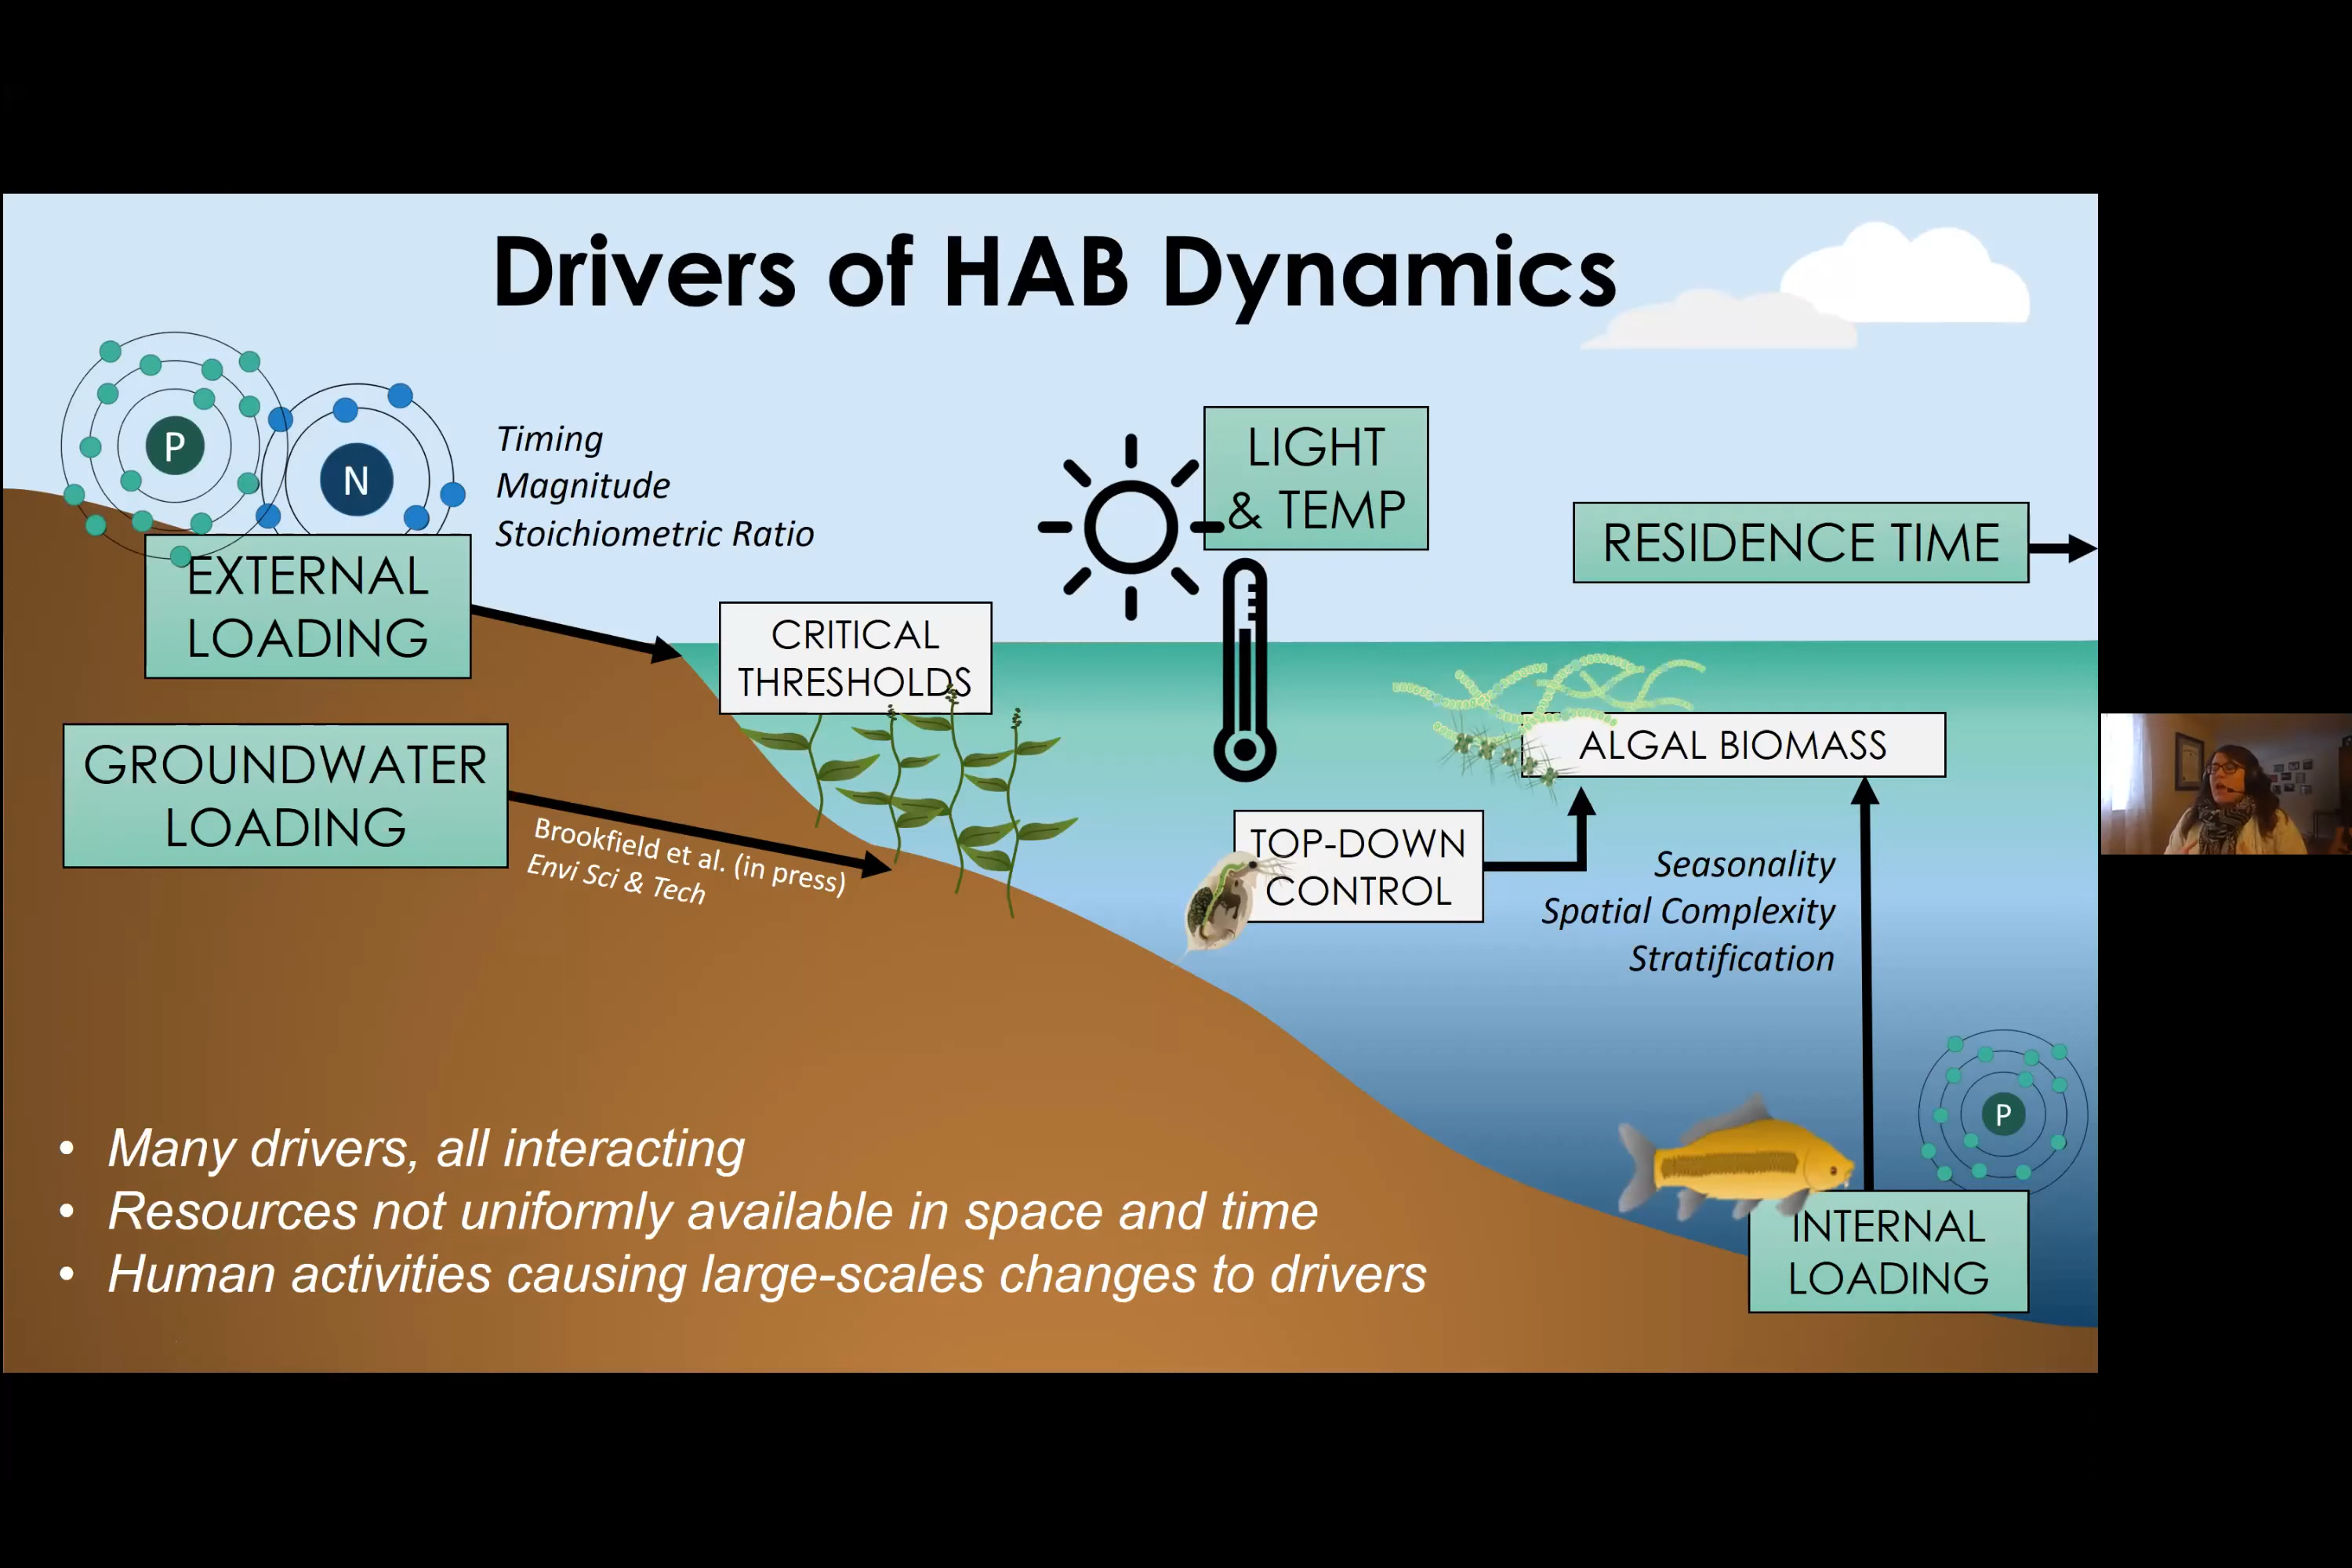 Drivers of HAB Dynamics
P
N
Timing
Magnitude
Stoichiometric Ratio
EXTERNAL
LOADING
LIGHT
& TEMP
RESIDENCE TIME
CRITICAL
THRESHOLDS
GROUNDWATER
LOADING
Brookfield et al. (in press)
Envi Sci & Tech
ALGAL BIOMASS
TOP-DOWN
CONTROL
Seasonality
Spatial Complexity
Stratification
P
INTERNAL
LOADING
• Many drivers, all interacting
• Resources not uniformly available in space and time
• Human activities causing large-scales changes to drivers